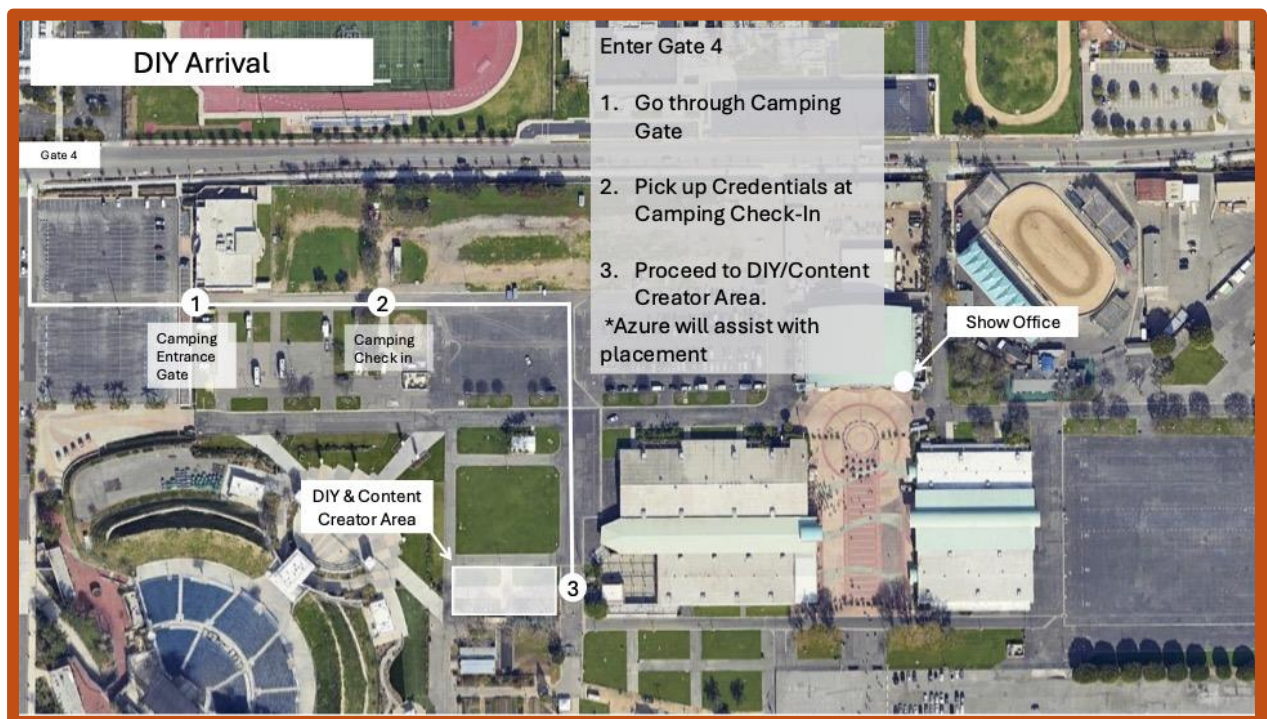 DIY Arrival
Enter Gate 4
1. Go through Camping
Gate
2. Pick up Credentials at
Camping Check-In
3. Proceed to DIY/Content
Creator Area.
*Azure will assist with
placement
Gate 4
1
2
Camping
Entrance
Gate
Camping
Check in
Show Office
DIY & Content
Creator Area
3